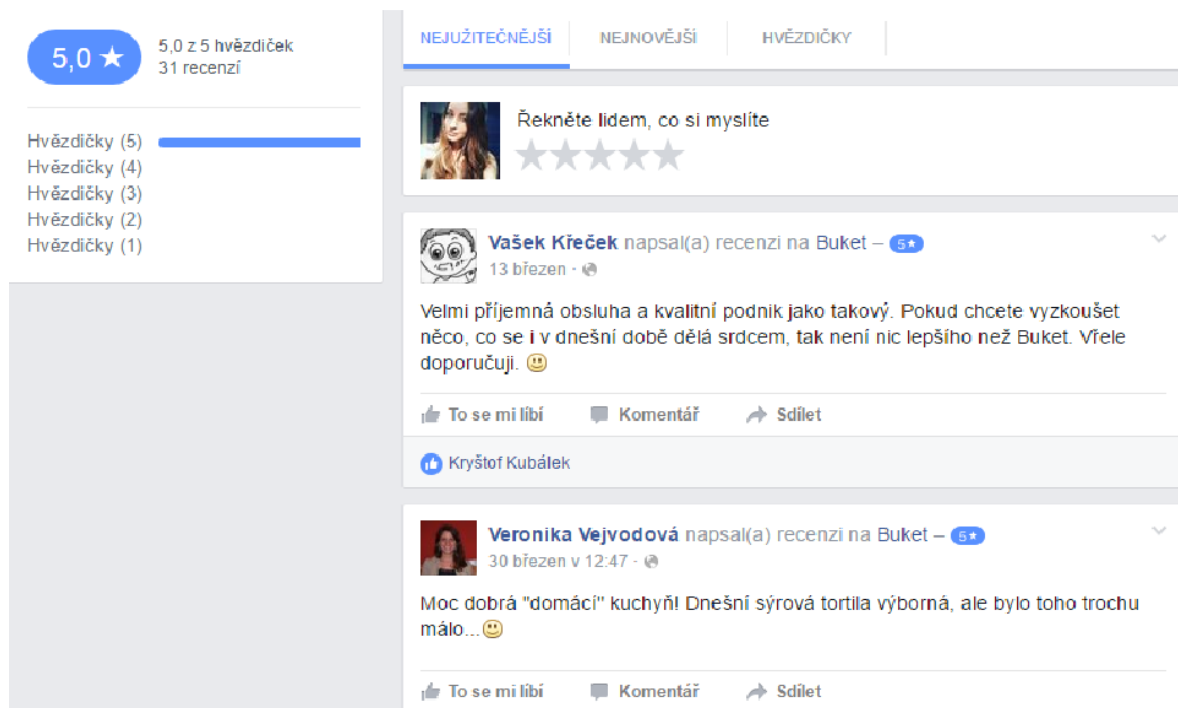 5,0 ★
5,0 z 5 hvězdiček
31 recenzí
Hvězdičky (5)
Hvězdičky (4)
Hvězdičky (3)
Hvězdičky (2)
Hvězdičky (1)
NEJUŽITEČNĚJŠÍ NEJNOVĚJŠÍ HVĚZDIČKY
Řekněte lidem, co si myslíte
Vašek Křeček napsal(a) recenzi na Buket – 5★
13 březen ·
Velmi příjemná obsluha a kvalitní podnik jako takový. Pokud chcete vyzkoušet
něco, co se i v dnešní době dělá srdcem, tak není nic lepšího než Buket. Vřele
doporučuji.
To se mi líbí Komentář Sdílet
Kryštof Kubálek
Veronika Vejvodová napsal(a) recenzi na Buket – 5★
30 březen v 12:47 ·
Moc dobrá "domácí" kuchyň! Dnešní sýrová tortila výborná, ale bylo toho trochu
málo...
To se mi líbí Komentář Sdílet